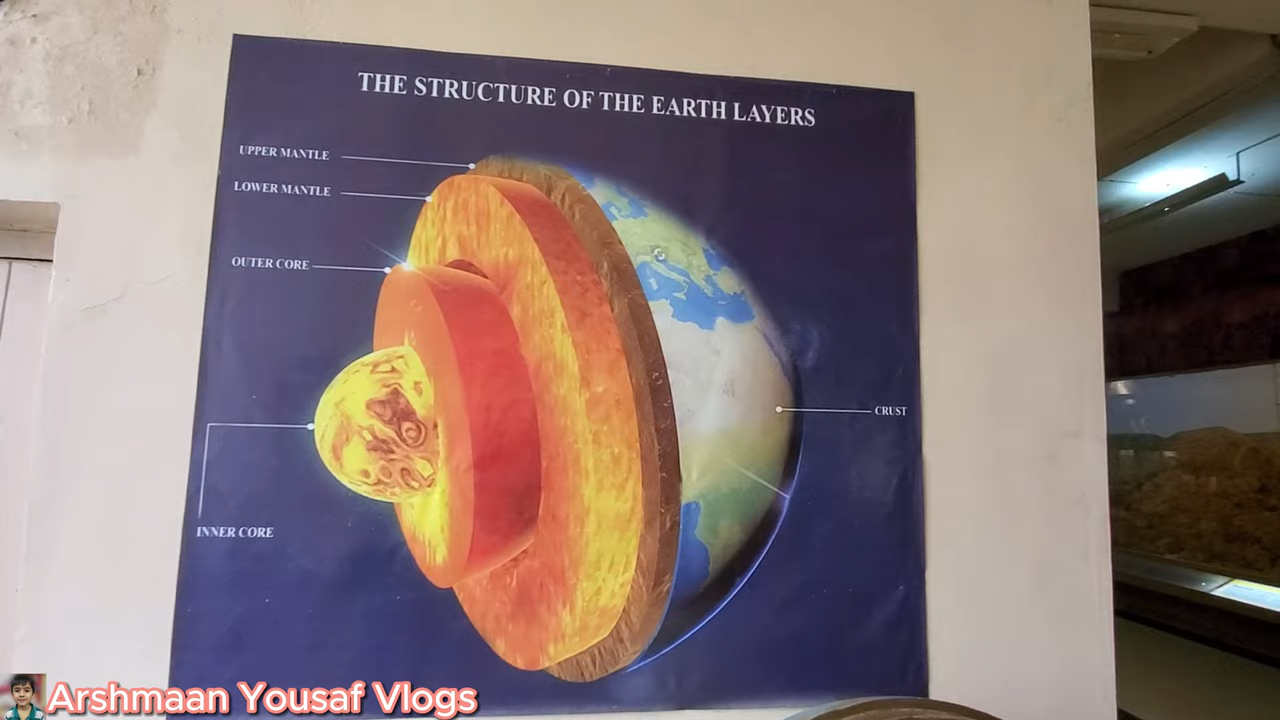 THE STRUCTURE OF THE EARTH LAYERS
UPPER MANTLE
LOWER MANTLE
OUTER CORE
CRUST
INNER CORE
Arshmaan Yousaf Vlogs